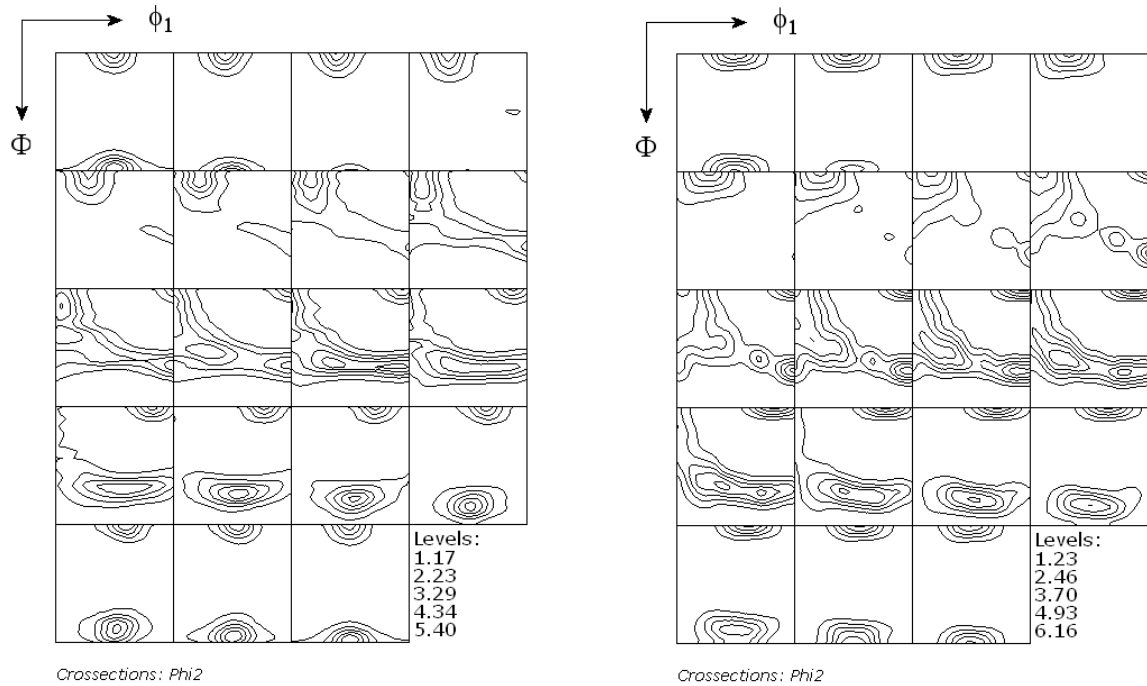 ϕ1
Φ
Levels:
1.17
2.23
3.29
4.34
5.40
Crossections: Phi2
ϕ1
Φ
Levels:
1.23
2.46
3.70
4.93
6.16
Crossections: Phi2